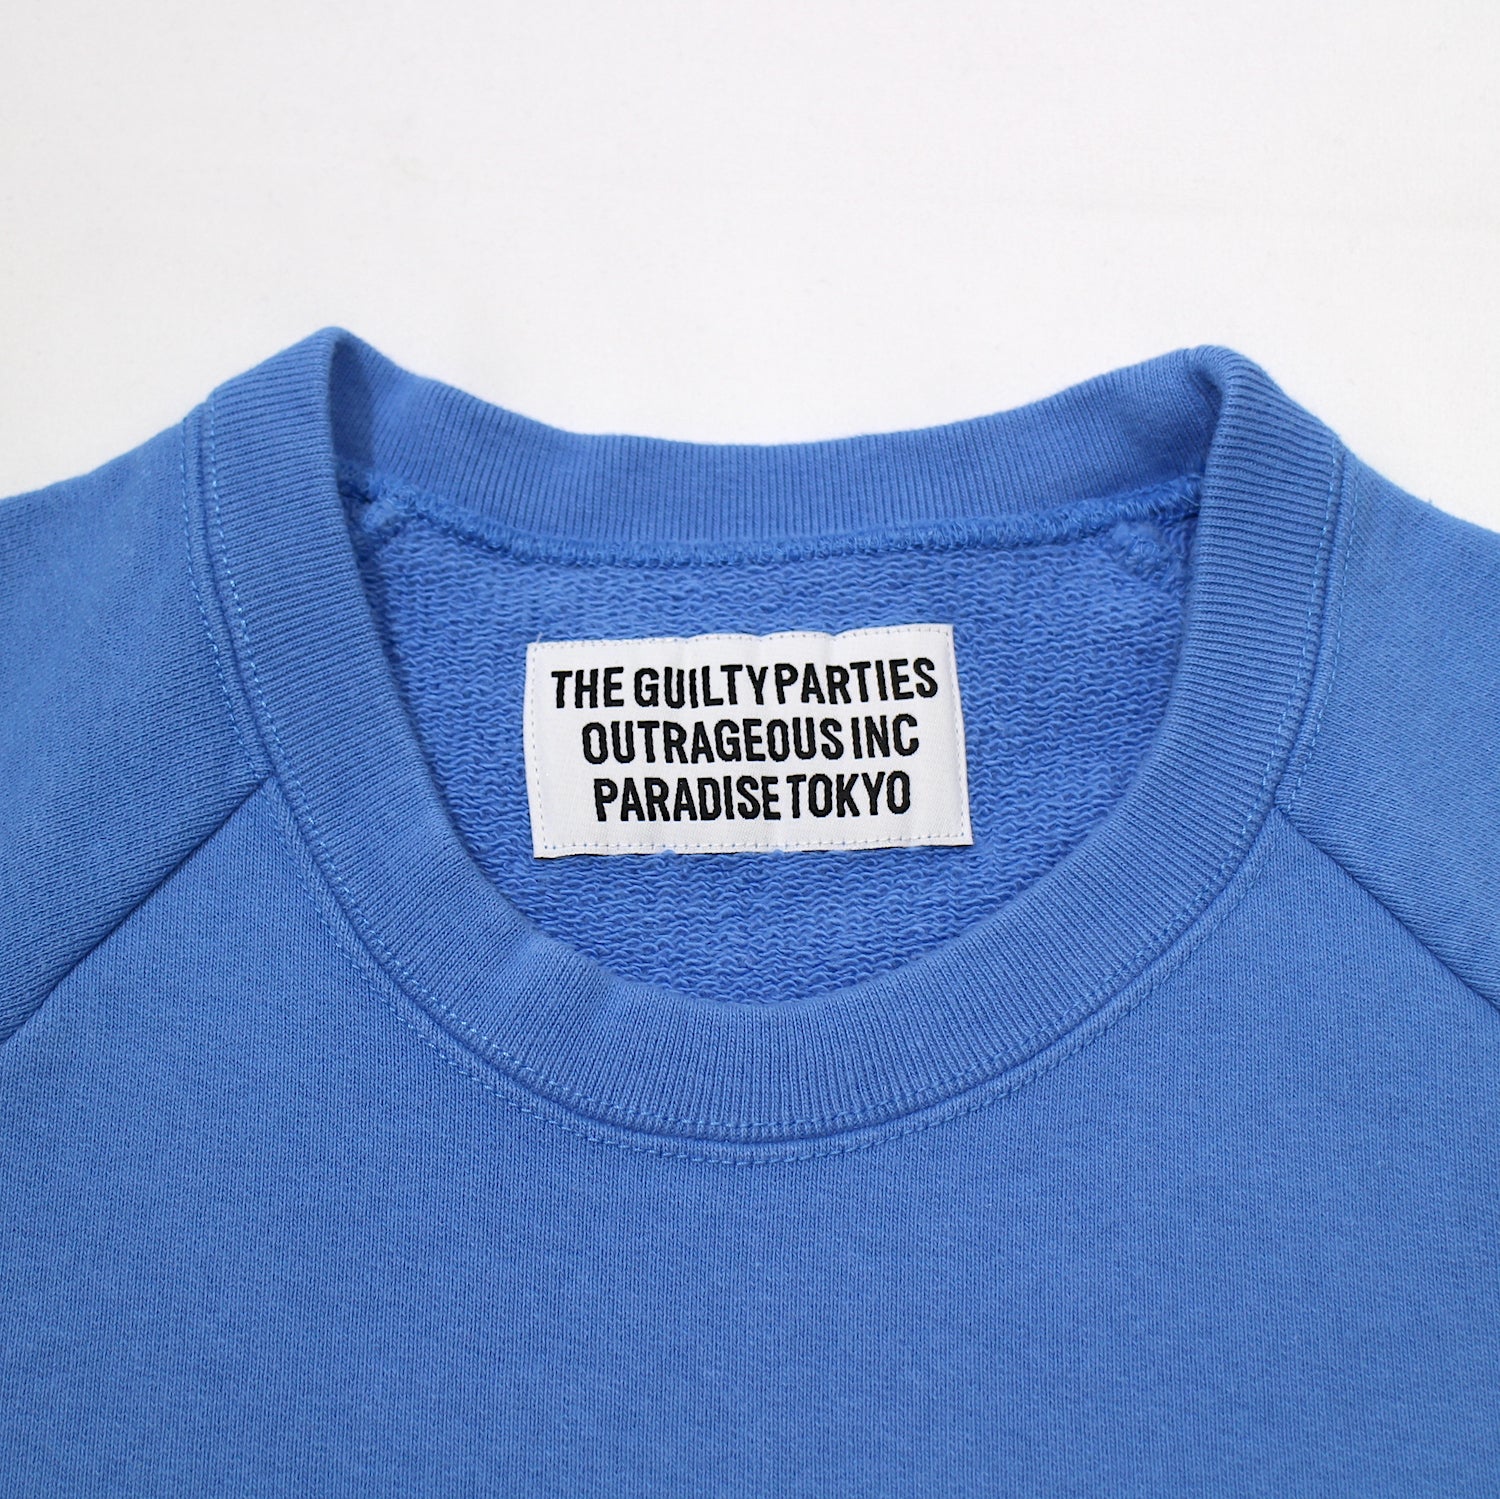 THE GUILTY PARTIES
OUTRAGEOUS INC
PARADISE TOKYO